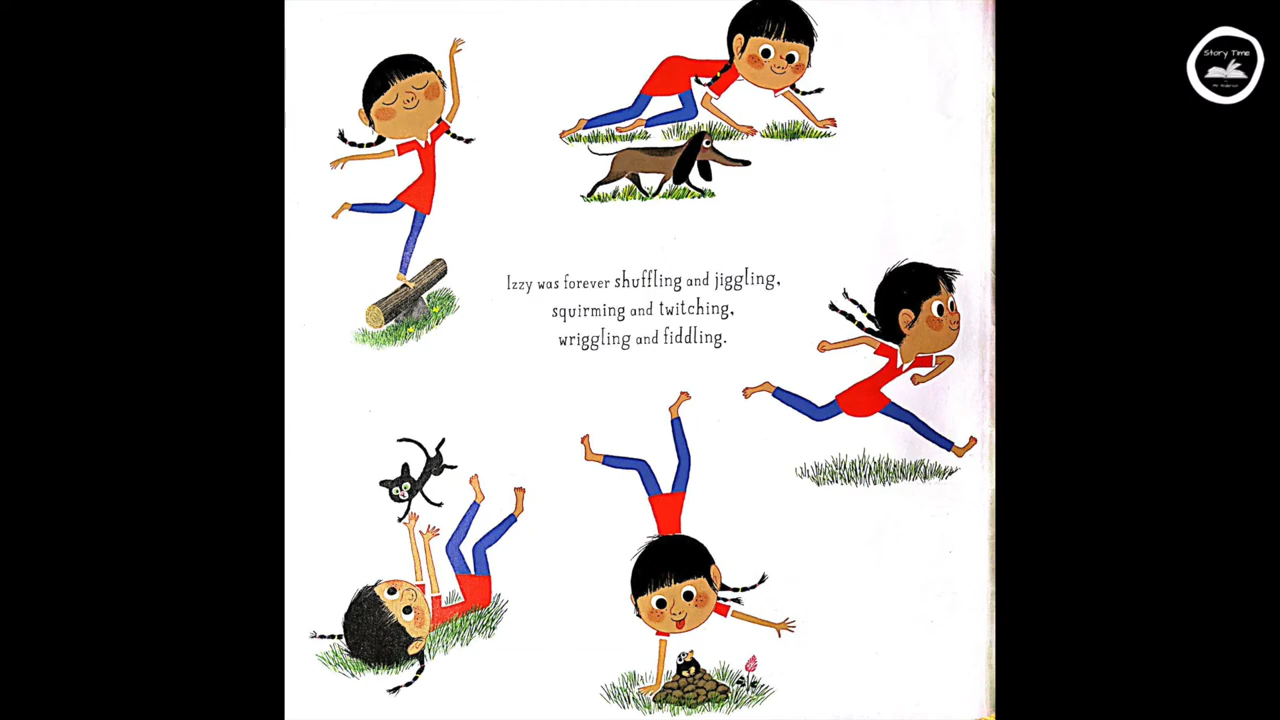 Story Time
Izzy was forever shuffling and jiggling,
squirming and twitching,
wriggling and fiddling.